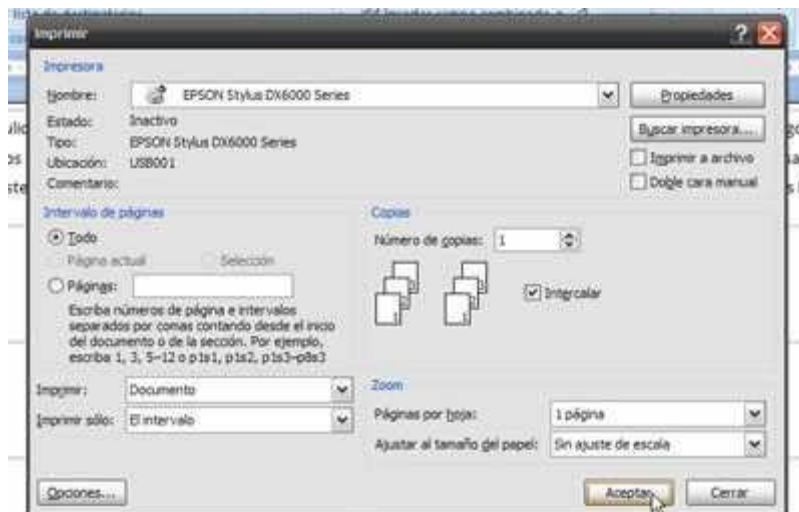 lista de destinatarios
Imprimir
Impresora
Nombre: EPSON Stylus DX6000 Series Propiedades
Estado: Inactivo Buscar impresora...
Tipo: EPSON Stylus DX6000 Series
Ubicación: USB001 Imprimir a archivo
Comentario: Doble cara manual
Intervalo de páginas Copias
Todo Número de copias: 1
Página actual Selección
Páginas: Intercalar
Escriba números de página e intervalos
separados por comas contando desde el inicio
del documento o de la sección. Por ejemplo,
escriba 1, 3, 5–12 o p1s1, p1s2, p1s3–p8s3
Imprimir: Documento Zoom
Imprimir sólo: El intervalo Páginas por hoja: 1 página
Ajustar al tamaño del papel: Sin ajuste de escala
Opciones... Aceptar Cerrar